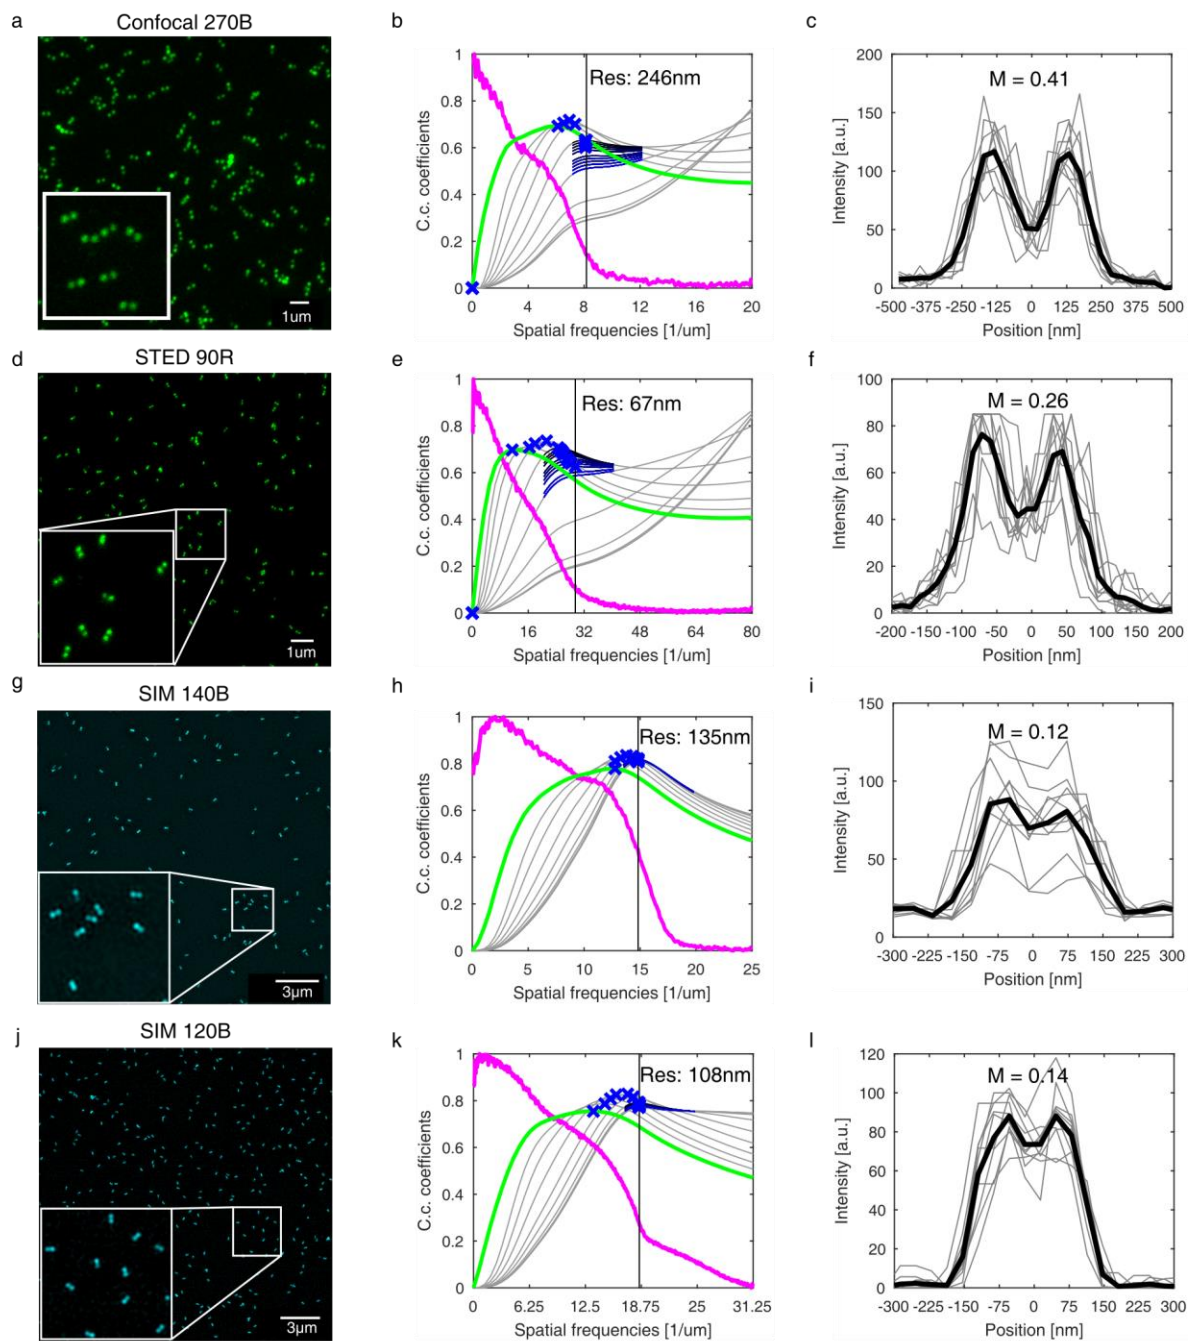 a
Confocal 270B
1um
b
Res: 246nm
C.c. coefficients
1
0.8
0.6
0.4
0.2
0
0 4 8 12 16 20
Spatial frequencies [1/um]
c
M = 0.41
Intensity [a.u.]
200
150
100
50
0
-500 -375 -250 -125 0 125 250 375 500
Position [nm]
d
STED 90R
1um
e
Res: 67nm
C.c. coefficients
1
0.8
0.6
0.4
0.2
0
0 16 28 32 48 64 80
Spatial frequencies [1/um]
f
M = 0.26
Intensity [a.u.]
100
80
60
40
20
0
-200 -150 -100 -50 0 50 100 150 200
Position [nm]
g
SIM 140B
3μm
h
Res: 135nm
C.c. coefficients
1
0.8
0.6
0.4
0.2
0
0 5 10 15 20 25
Spatial frequencies [1/um]
i
M = 0.12
Intensity [a.u.]
150
100
50
0
-300 -225 -150 -75 0 75 150 225 300
Position [nm]
j
SIM 120B
3μm
k
Res: 108nm
C.c. coefficients
1
0.8
0.6
0.4
0.2
0
0 6.25 12.5 18.75 25 31.25
Spatial frequencies [1/um]
l
M = 0.14
Intensity [a.u.]
120
100
80
60
40
20
0
-300 -225 -150 -75 0 75 150 225 300
Position [nm]